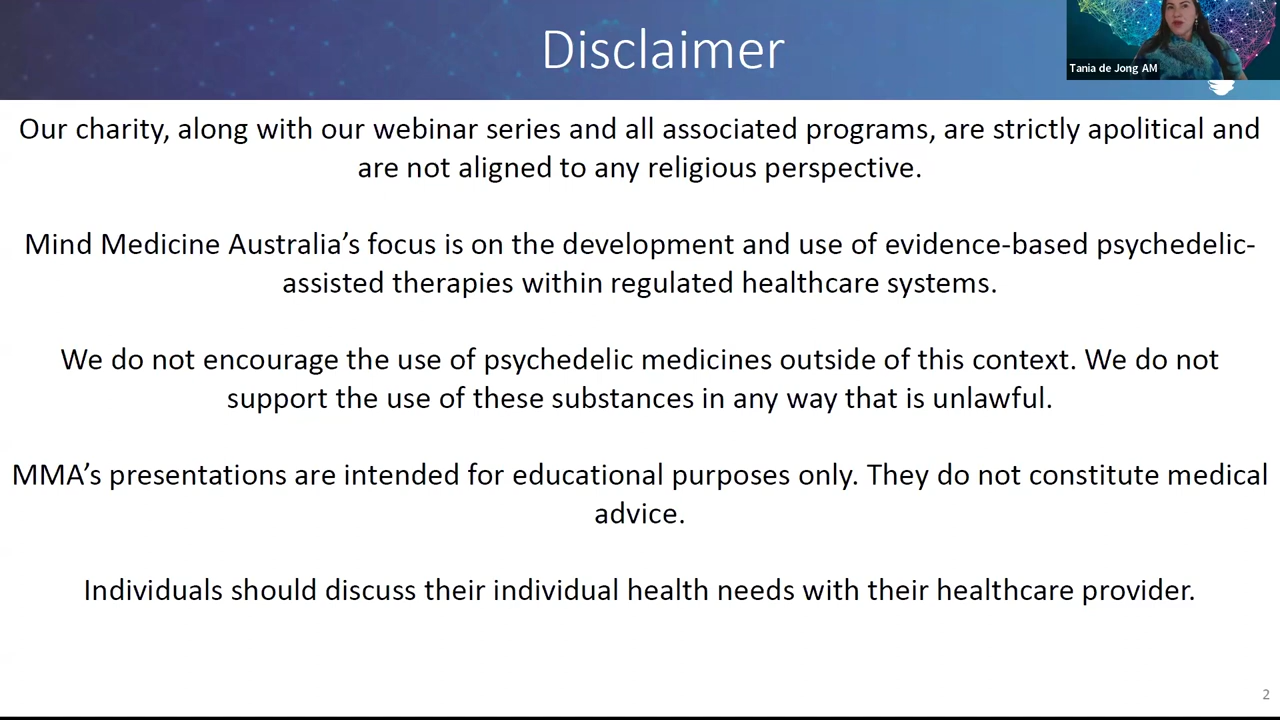 Disclaimer
Tania de Jong AM
Our charity, along with our webinar series and all associated programs, are strictly apolitical and
are not aligned to any religious perspective.
Mind Medicine Australia’s focus is on the development and use of evidence-based psychedelic-
assisted therapies within regulated healthcare systems.
We do not encourage the use of psychedelic medicines outside of this context. We do not
support the use of these substances in any way that is unlawful.
MMA’s presentations are intended for educational purposes only. They do not constitute medical
advice.
Individuals should discuss their individual health needs with their healthcare provider.
2